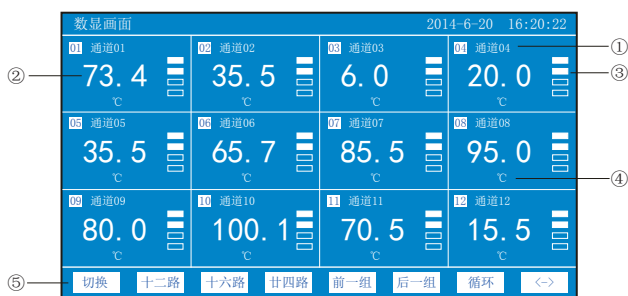 数显画面 2014-6-20 16:20:22
01 通道01 02 通道02 03 通道03 04 通道04 ①
② 73.4 35.5 6.0 20.0 ③
℃ ℃ ℃ ℃
05 通道05 06 通道06 07 通道07 08 通道08
35.5 65.7 85.5 95.0
℃ ℃ ℃ ℃ ④
09 通道09 10 通道10 11 通道11 12 通道12
80.0 100.1 70.5 15.5
℃ ℃ ℃ ℃
⑤ 切换 十二路 十六路 廿四路 前一组 后一组 循环 <->